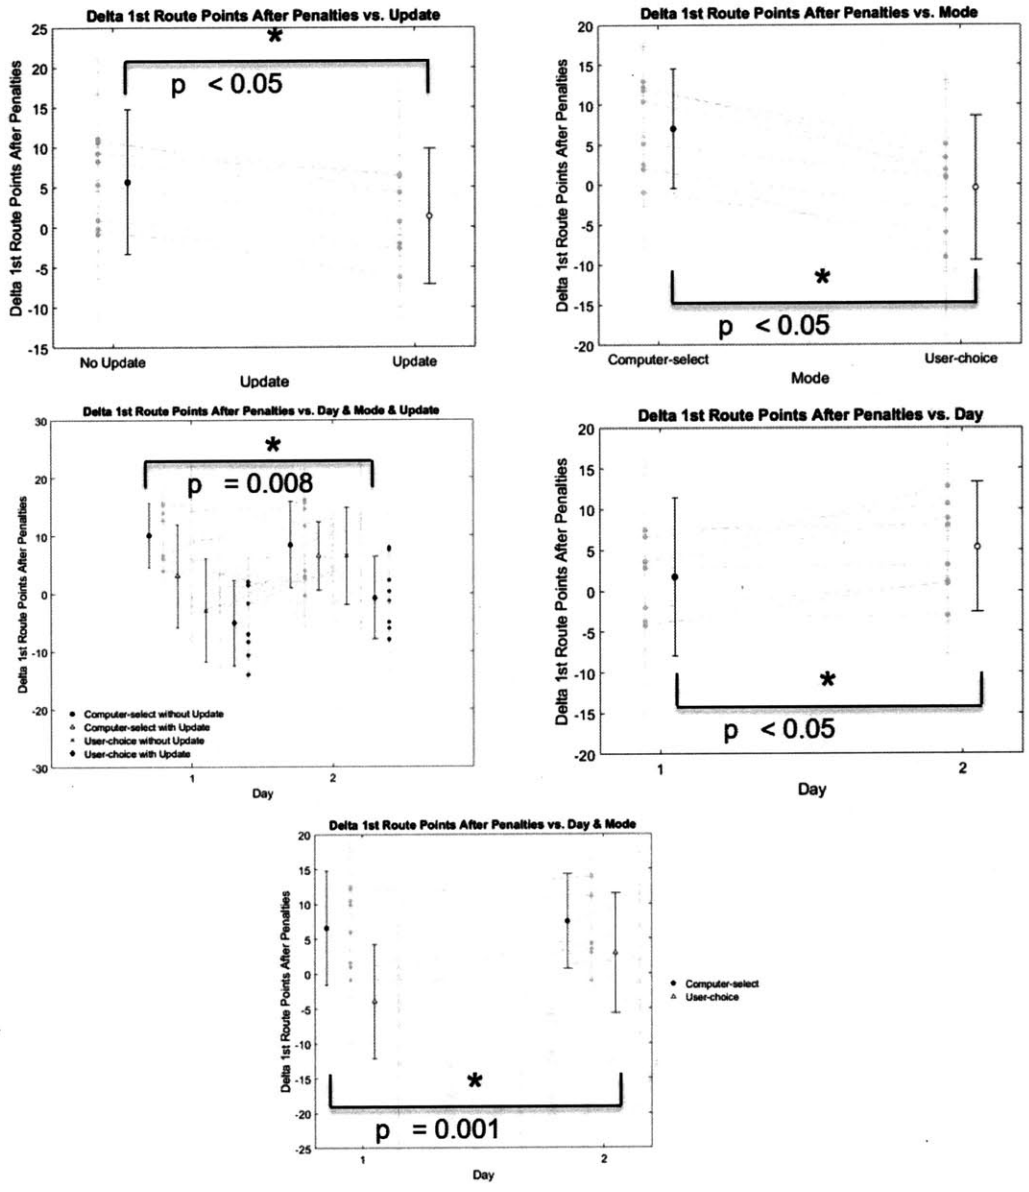 Delta 1st Route Points After Penalties vs. Update
Delta 1st Route Points After Penalties
25
20
15
10
5
0
-5
-10
-15
*
p < 0.05
No Update
Update
Update
Delta 1st Route Points After Penalties vs. Mode
Delta 1st Route Points After Penalties
20
15
10
5
0
-5
-10
-15
-20
*
p < 0.05
Computer-select
User-choice
Mode
Delta 1st Route Points After Penalties vs. Day & Mode & Update
Delta 1st Route Points After Penalties
30
20
10
0
-10
-20
-30
*
p = 0.008
Computer-select without Update
Computer-select with Update
User-choice without Update
User-choice with Update
1
2
Day
Delta 1st Route Points After Penalties vs. Day
Delta 1st Route Points After Penalties
20
15
10
5
0
-5
-10
-15
-20
*
p < 0.05
1
2
Day
Delta 1st Route Points After Penalties vs. Day & Mode
Delta 1st Route Points After Penalties
20
15
10
5
0
-5
-10
-15
-20
-25
*
p = 0.001
1
2
Day
Computer-select
User-choice